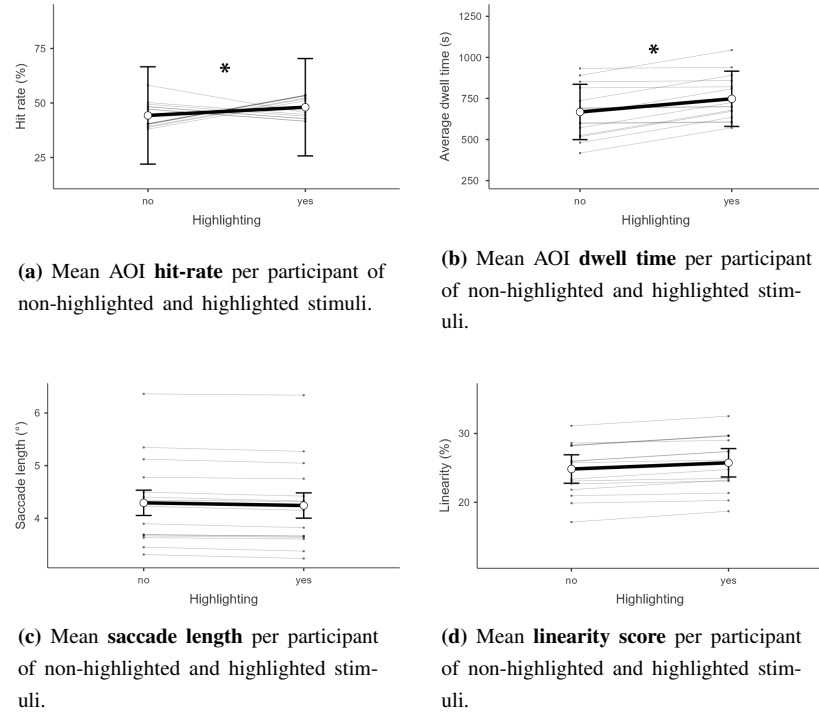 75
50
25
Hit rate (%)
*
no
yes
Highlighting
(a) Mean AOI hit-rate per participant of
non-highlighted and highlighted stimuli.
1250
1000
750
500
250
Average dwell time (s)
*
no
yes
Highlighting
(b) Mean AOI dwell time per participant
of non-highlighted and highlighted stim-
uli.
6
5
4
Saccade length (°)
no
yes
Highlighting
(c) Mean saccade length per participant
of non-highlighted and highlighted stim-
uli.
30
20
Linearity (%)
no
yes
Highlighting
(d) Mean linearity score per participant
of non-highlighted and highlighted stim-
uli.